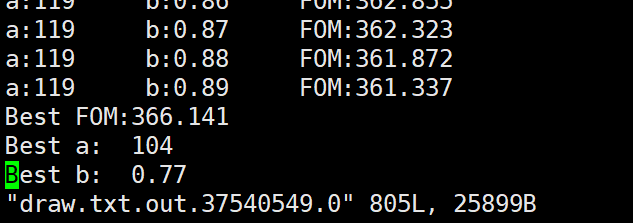 a:119     b:0.86     FOM:362.855
a:119     b:0.87     FOM:362.323
a:119     b:0.88     FOM:361.872
a:119     b:0.89     FOM:361.337
Best FOM:366.141
Best a:  104
Best b:  0.77
"draw.txt.out.37540549.0" 805L, 25899B